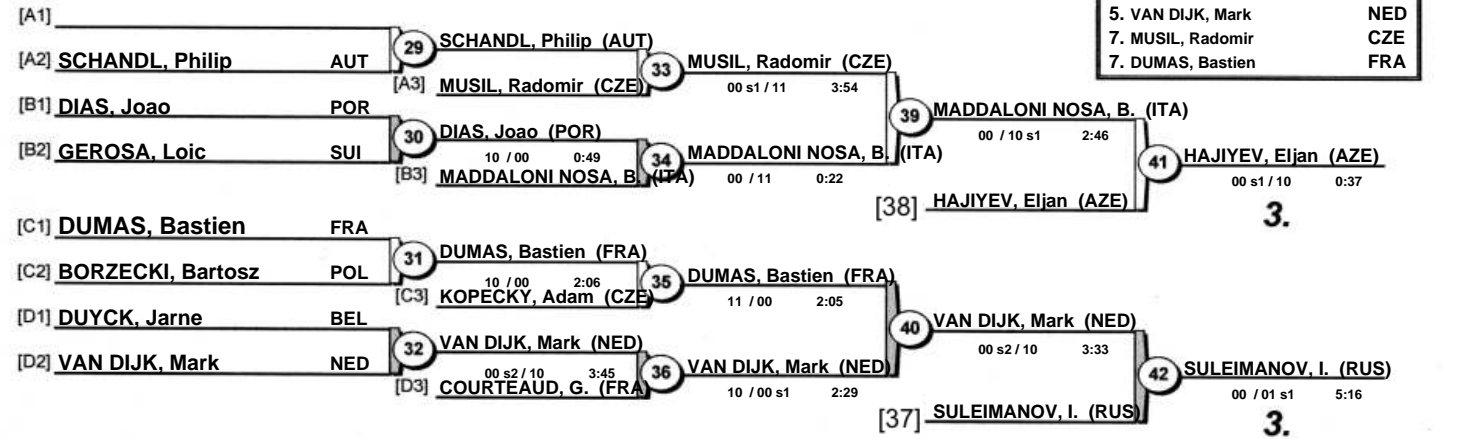 [A1]
[A2] SCHANDL, Philip AUT
[B1] DIAS, Joao POR
[B2] GEROSA, Loic SUI
[C1] DUMAS, Bastien FRA
[C2] BORZECKI, Bartosz POL
[D1] DUYCK, Jarne BEL
[D2] VAN DIJK, Mark NED
29
SCHANDL, Philip (AUT)
[A3] MUSIL, Radomir (CZE)
30
DIAS, Joao (POR)
10 / 00 0:49
[B3] MADDALONI NOSA, B. (ITA)
31
DUMAS, Bastien (FRA)
10 / 00 2:06
[C3] KOPECKY, Adam (CZE)
32
VAN DIJK, Mark (NED)
00 s2 / 10 3:45
[D3] COURTEAUD, G. (FRA)
33
MUSIL, Radomir (CZE)
00 s1 / 11 3:54
34
MADDALONI NOSA, B. (ITA)
00 / 11 0:22
35
DUMAS, Bastien (FRA)
11 / 00 2:05
36
VAN DIJK, Mark (NED)
10 / 00 s1 2:29
39
MADDALONI NOSA, B. (ITA)
00 / 10 s1 2:46
[38] HAJIYEV, Eljan (AZE)
40
VAN DIJK, Mark (NED)
00 s2 / 10 3:33
[37] SULEIMANOV, I. (RUS)
41
HAJIYEV, Eljan (AZE)
00 s1 / 10 0:37
3.
42
SULEIMANOV, I. (RUS)
00 / 01 s1 5:16
3.
5. VAN DIJK, Mark NED
7. MUSIL, Radomir CZE
7. DUMAS, Bastien FRA